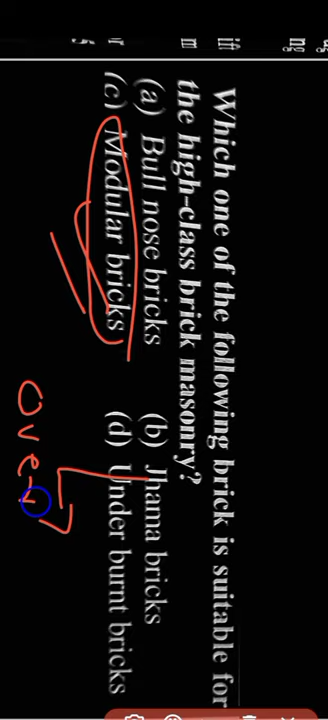 Which one of the following brick is suitable for
the high-class brick masonry?
(a) Bull nose bricks (b) Jhama bricks
(c) Modular bricks (d) Under burnt bricks
Over